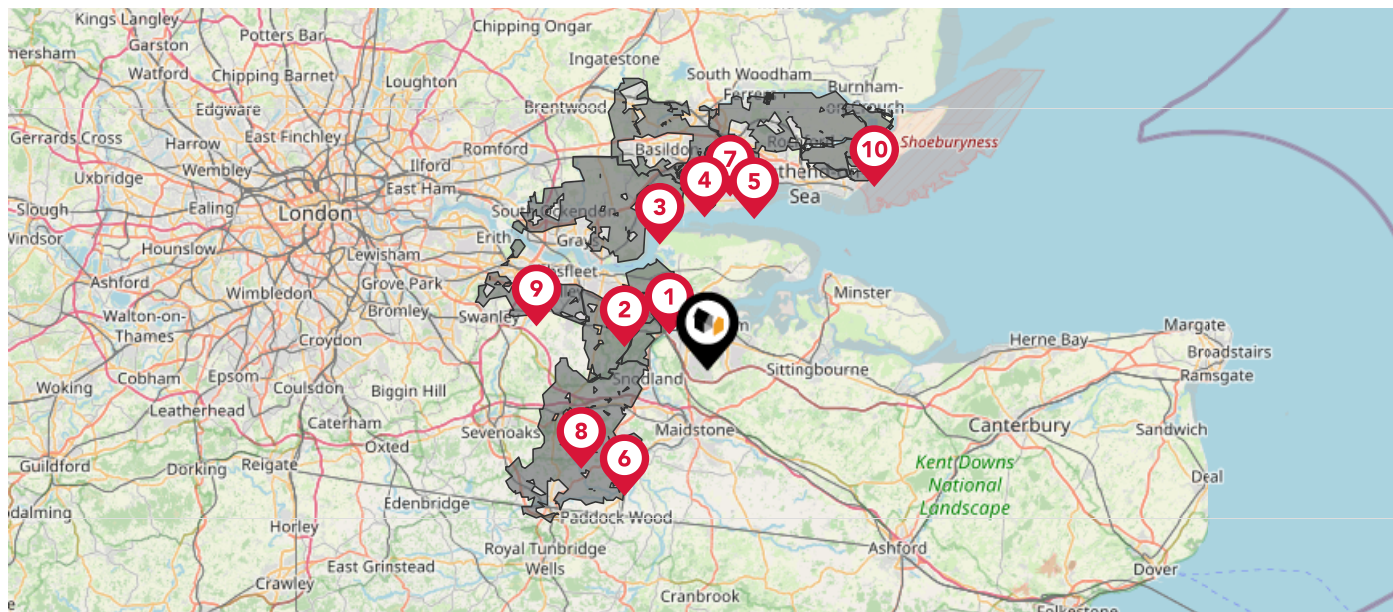 Kings Langley
Chipping Ongar
Potters Bar
Garston
mersham
Ingatestone
Watford
Chipping Barnet
Loughton
South Woodham
Burnham-
Brentwood
Edgware
Gerrards Cross
East Finchley
Harrow
Romford
Basildon
Shoeburyness
10
7
Wembley
Ilford
Uxbridge
East Ham
4
5
Sea
Slough
Ealing
London
3
South Ockendon
Windsor
Hounslow
Erith
Grays
Lewisham
Ashford
Grove Park
9
1
Minster
Wimbledon
Bromley
2
Walton-on-
Thames
Swanley
Margate
Croydon
Herne Bay
Broadstairs
Ramsgate
Cobham
Epsom
Coulsdon
Biggin Hill
Snodland
Sittingbourne
Woking
Leatherhead
Caterham
Sevenoaks
8
Maidstone
Canterbury
Sandwich
Oxted
Guildford
Dorking
Reigate
6
Kent Downs
National
Landscape
Deal
Edenbridge
dalming
Horley
Paddock Wood
Royal Tunbridge
Wells
Ashford
East Grinstead
Dover
Crawley
Cranbrook
Folkestone